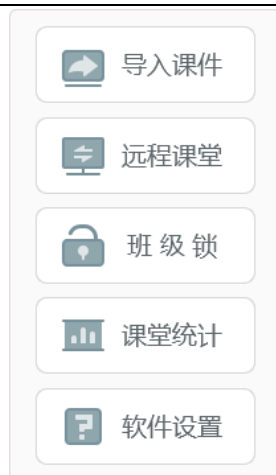 导入课件
远程课堂
班 级 锁
课堂统计
软件设置